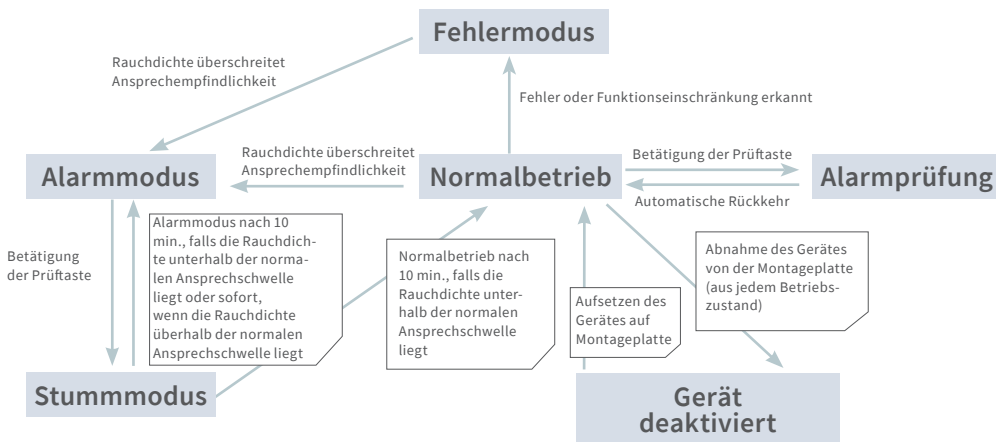 Fehlermodus
Rauchdichte überschreitet
Ansprechempfindlichkeit
Fehler oder Funktionseinschränkung erkannt
Alarmmodus
Rauchdichte überschreitet
Ansprechempfindlichkeit
Normalbetrieb
Betätigung der Prüftaste
Automatische Rückkehr
Alarmprüfung
Betätigung
der Prüftaste
Alarmmodus nach 10
min., falls die Rauchdich-
te unterhalb der norma-
len Ansprechschwelle
liegt oder sofort,
wenn die Rauchdichte
überhalb der normalen
Ansprechschwelle liegt
Normalbetrieb nach
10 min., falls die
Rauchdichte unter-
halb der normalen
Ansprechschwelle
liegt
Aufsetzen des
Gerätes auf
Montageplatte
Abnahme des Gerätes
von der Montageplatte
(aus jedem Betriebs-
zustand)
Stummmodus
Gerät
deaktiviert